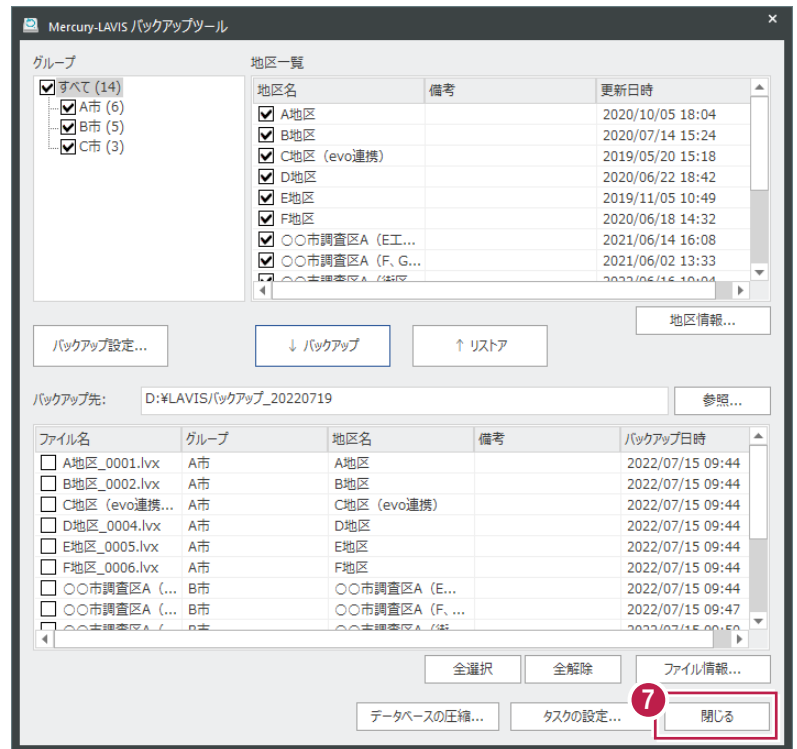 Mercury-LAVIS バックアップツール
グループ
すべて (14)
A市 (6)
B市 (5)
C市 (3)
地区一覧
地区名 備考 更新日時
A地区 2020/10/05 18:04
B地区 2020/07/14 15:24
C地区（evo連携） 2019/05/20 15:18
D地区 2020/06/22 18:42
E地区 2019/11/05 10:49
F地区 2020/06/18 14:32
○○市調査区A（E工... 2021/06/14 16:08
○○市調査区A（F、G... 2021/06/02 13:33
地区情報...
バックアップ設定... ↓ バックアップ ↑ リストア
バックアップ先: D:¥LAVISバックアップ_20220719 参照...
ファイル名 グループ 地区名 備考 バックアップ日時
A地区_0001.lvx A市 A地区 2022/07/15 09:44
B地区_0002.lvx A市 B地区 2022/07/15 09:44
C地区（evo連携... A市 C地区（evo連携） 2022/07/15 09:44
D地区_0004.lvx A市 D地区 2022/07/15 09:44
E地区_0005.lvx A市 E地区 2022/07/15 09:44
F地区_0006.lvx A市 F地区 2022/07/15 09:44
○○市調査区A（... B市 ○○市調査区A（E... 2022/07/15 09:44
○○市調査区A（... B市 ○○市調査区A（F、... 2022/07/15 09:47
全選択 全解除 ファイル情報...
7
データベースの圧縮... タスクの設定... 閉じる